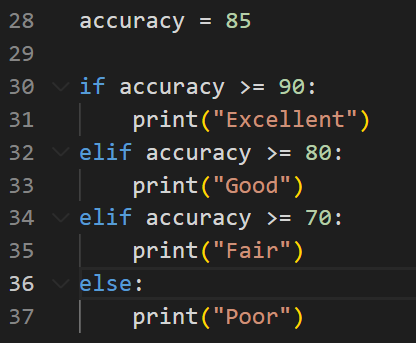 28 accuracy = 85
29
30 if accuracy >= 90:
31     print("Excellent")
32 elif accuracy >= 80:
33     print("Good")
34 elif accuracy >= 70:
35     print("Fair")
36 else:
37     print("Poor")